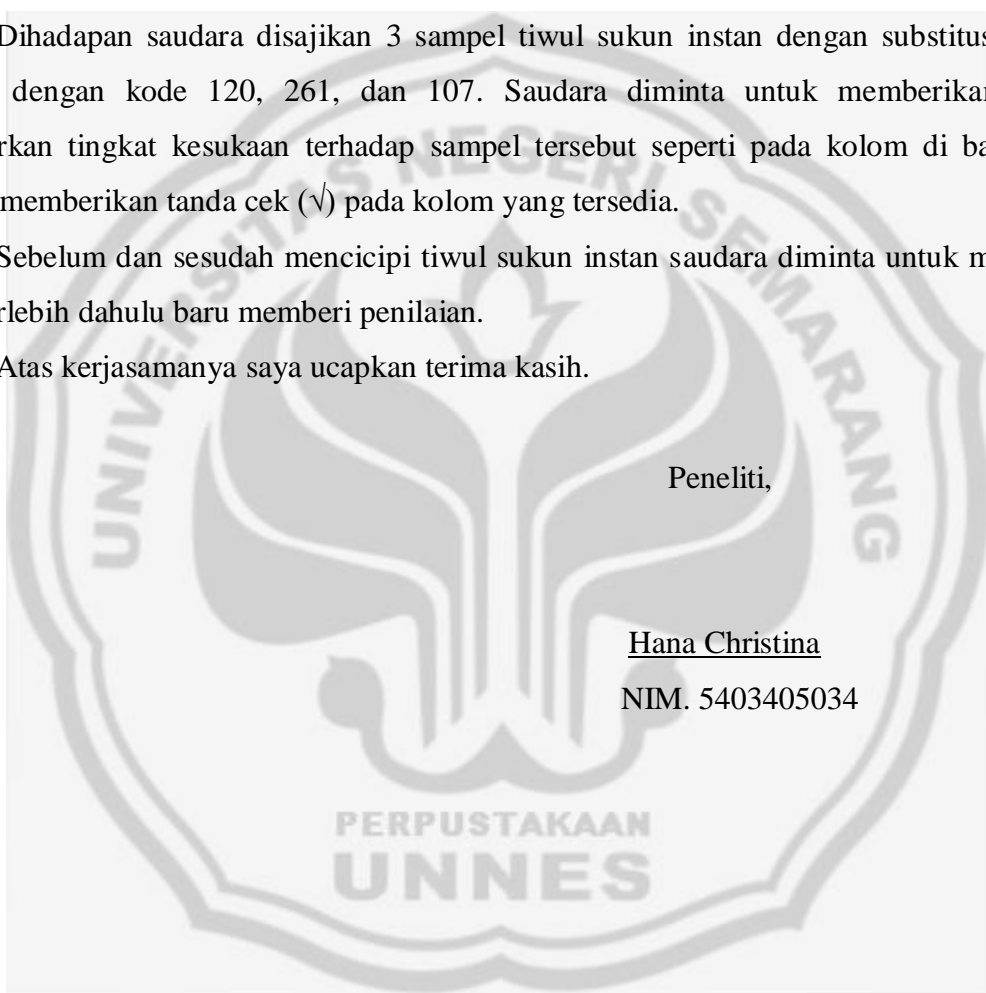 Dihadapan saudara disajikan 3 sampel tiwul sukun instan dengan substitus
dengan kode 120, 261, dan 107. Saudara diminta untuk memberikan
rkan tingkat kesukaan terhadap sampel tersebut seperti pada kolom di ba
memberikan tanda cek (√) pada kolom yang tersedia.
Sebelum dan sesudah mencicipi tiwul sukun instan saudara diminta untuk m
rlebih dahulu baru memberi penilaian.
Atas kerjasamanya saya ucapkan terima kasih.
Peneliti,
Hana Christina
NIM. 5403405034
UNIVERSITAS NEGERI SEMARANG
PERPUSTAKAAN
UNNES